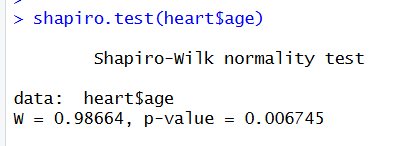 > shapiro.test(heart$age)
Shapiro-Wilk normality test
data:  heart$age
W = 0.98664, p-value = 0.006745